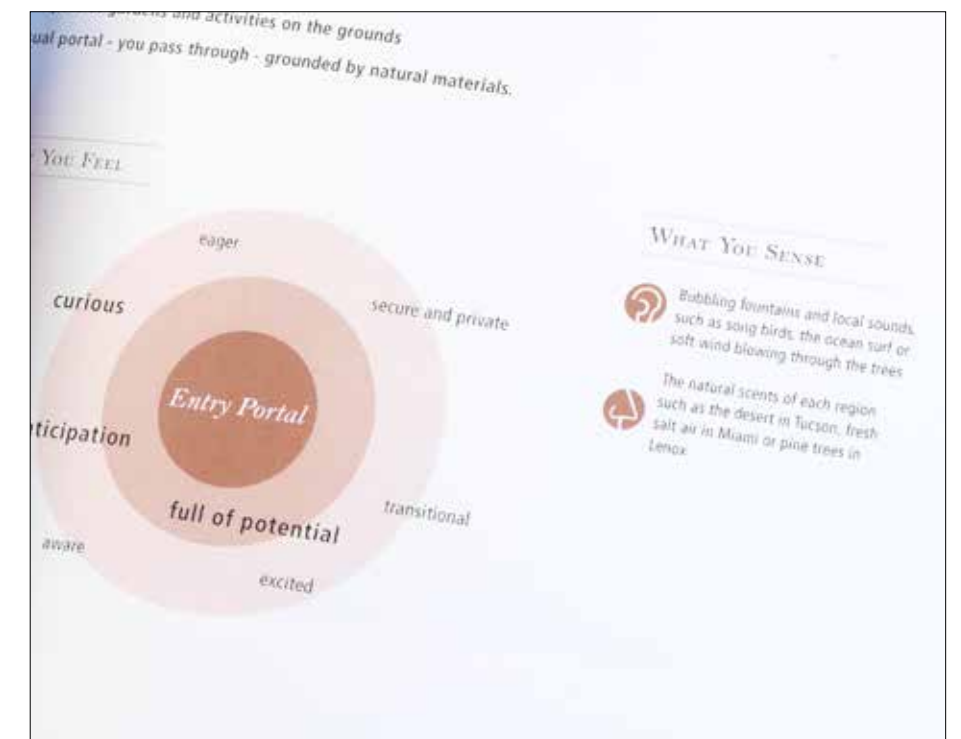 gardens and activities on the grounds
ual portal - you pass through - grounded by natural materials.
You Feel
eager
curious
secure and private
Entry Portal
ticipation
full of potential
transitional
aware
excited
What You Sense
Bubbling fountains and local sounds,
such as song birds, the ocean surf or
soft wind blowing through the trees
The natural scents of each region
such as the desert in Tucson, fresh
salt air in Miami or pine trees in
Lenox